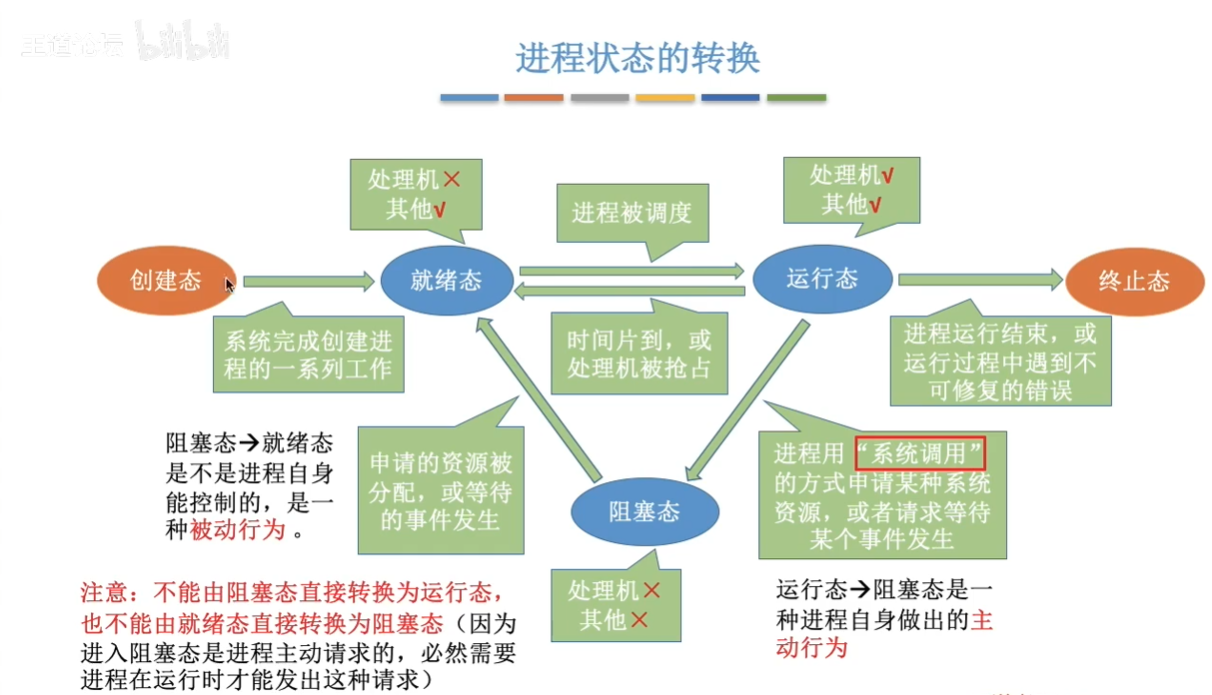 王道论坛 bilibili
进程状态的转换
处理机×
其他√
进程被调度
处理机√
其他√
创建态
就绪态
运行态
终止态
系统完成创建进
程的一系列工作
时间片到，或
处理机被抢占
进程运行结束，或
运行过程中遇到不
可修复的错误
阻塞态→就绪态
是不是进程自身
能控制的，是一
种被动行为 。
申请的资源被
分配，或等待
的事件发生
阻塞态
进程用“系统调用”
的方式申请某种系统
资源，或者请求等待
某个事件发生
处理机×
其他×
注意：不能由阻塞态直接转换为运行态，
也不能由就绪态直接转换为阻塞态（因为
进入阻塞态是进程主动请求的，必然需要
进程在运行时才能发出这种请求）
运行态→阻塞态是一
种进程自身做出的主
动行为